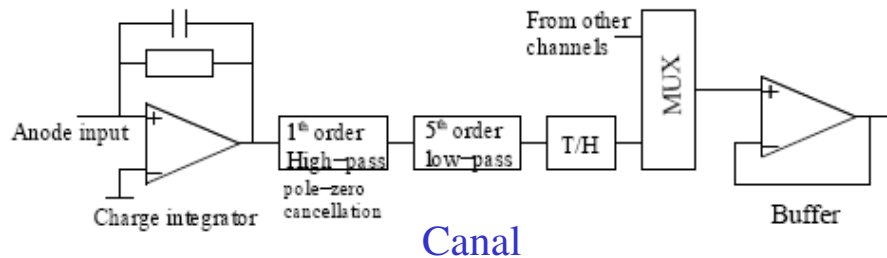 From other
channels
MUX
Anode input
+
−
Charge integrator
1th order
High-pass
pole-zero
cancellation
5th order
low-pass
T/H
+
−
Buffer
Canal